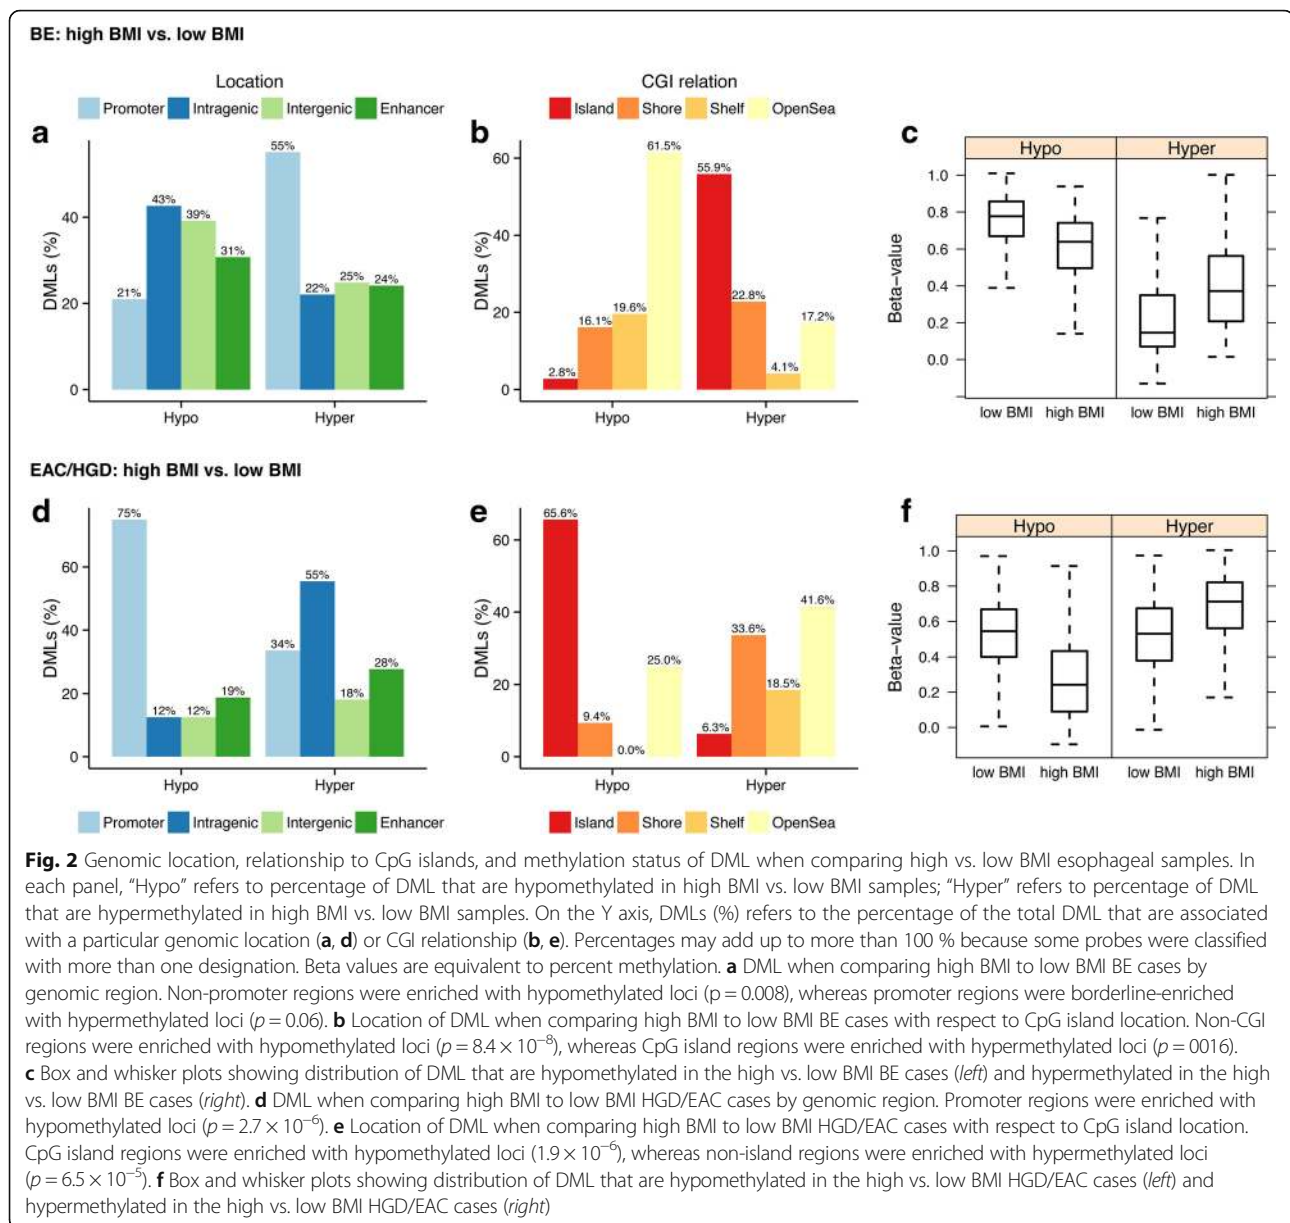 BE: high BMI vs. low BMI
Location
Promoter Intragenic Intergenic Enhancer
CGI relation
Island Shore Shelf OpenSea
a
DMLs (%)
0
20
40
21%
43%
39%
31%
55%
22%
25%
24%
Hypo
Hyper
b
DMLs (%)
0
20
40
60
2.8%
16.1%
19.6%
61.5%
55.9%
22.8%
4.1%
17.2%
Hypo
Hyper
c
Hypo
Hyper
Beta−value
1.0
0.8
0.6
0.4
0.2
0.0
low BMI high BMI low BMI high BMI
EAC/HGD: high BMI vs. low BMI
d
DMLs (%)
0
20
40
60
75%
12%
12%
19%
34%
55%
18%
28%
Hypo
Hyper
Promoter Intragenic Intergenic Enhancer
e
DMLs (%)
0
20
40
60
65.6%
9.4%
0.0%
25.0%
6.3%
33.6%
18.5%
41.6%
Hypo
Hyper
Island Shore Shelf OpenSea
f
Hypo
Hyper
Beta−value
1.0
0.8
0.6
0.4
0.2
0.0
low BMI high BMI low BMI high BMI
Fig. 2 Genomic location, relationship to CpG islands, and methylation status of DML when comparing high vs. low BMI esophageal samples. In
each panel, “Hypo” refers to percentage of DML that are hypomethylated in high BMI vs. low BMI samples; “Hyper” refers to percentage of DML
that are hypermethylated in high BMI vs. low BMI samples. On the Y axis, DMLs (%) refers to the percentage of the total DML that are associated
with a particular genomic location (a, d) or CGI relationship (b, e). Percentages may add up to more than 100 % because some probes were classified
with more than one designation. Beta values are equivalent to percent methylation. a DML when comparing high BMI to low BMI BE cases by
genomic region. Non-promoter regions were enriched with hypomethylated loci (p = 0.008), whereas promoter regions were borderline-enriched
with hypermethylated loci (p = 0.06). b Location of DML when comparing high BMI to low BMI BE cases with respect to CpG island location. Non-CGI
regions were enriched with hypomethylated loci (p = 8.4 × 10⁻⁸), whereas CpG island regions were enriched with hypermethylated loci (p = 0016).
c Box and whisker plots showing distribution of DML that are hypomethylated in the high vs. low BMI BE cases (left) and hypermethylated in the high
vs. low BMI BE cases (right). d DML when comparing high BMI to low BMI HGD/EAC cases by genomic region. Promoter regions were enriched with
hypomethylated loci (p = 2.7 × 10⁻⁶). e Location of DML when comparing high BMI to low BMI HGD/EAC cases with respect to CpG island location.
CpG island regions were enriched with hypomethylated loci (1.9 × 10⁻⁶), whereas non-island regions were enriched with hypermethylated loci
(p = 6.5 × 10⁻⁵). f Box and whisker plots showing distribution of DML that are hypomethylated in the high vs. low BMI HGD/EAC cases (left) and
hypermethylated in the high vs. low BMI HGD/EAC cases (right)